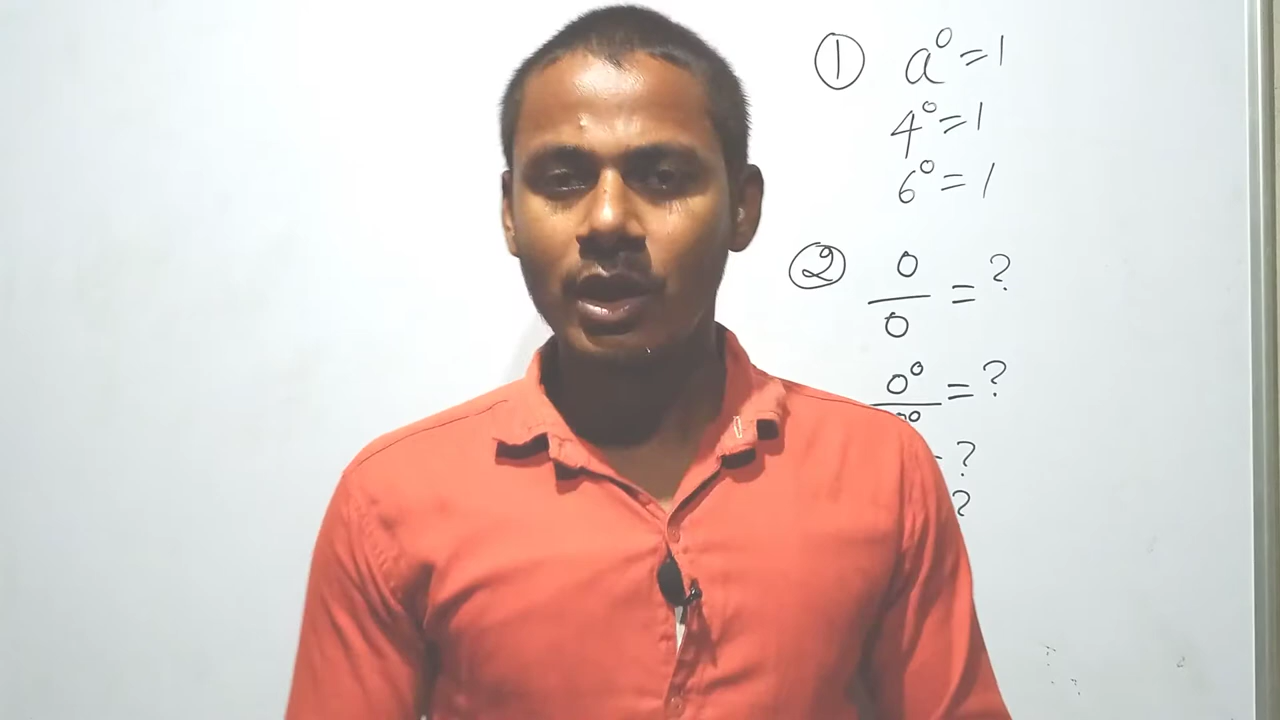 ① a⁰ = 1
4⁰ = 1
6⁰ = 1
② 0/0 = ?
0⁰ = ?
?
?